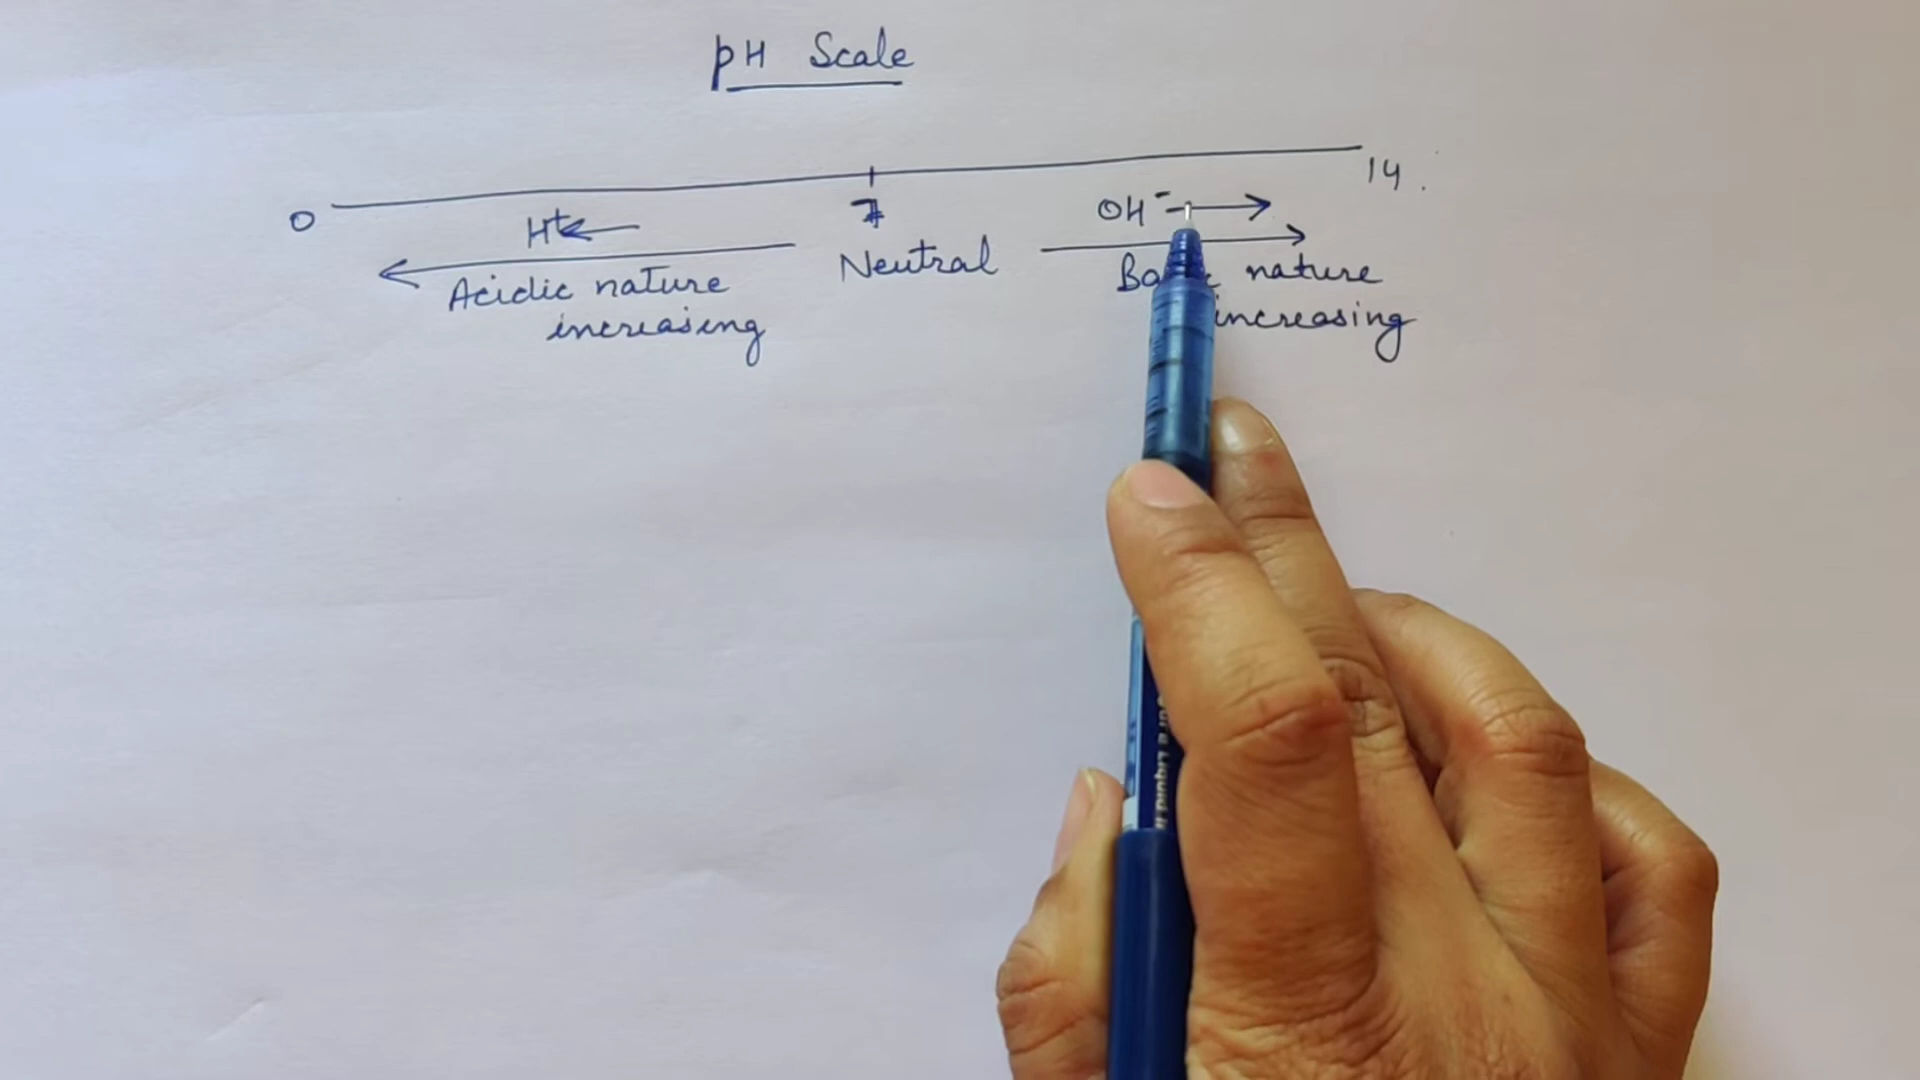 pH Scale
0 7 14.
H+ ← OH- →
Neutral
Acidic nature nature
increasing increasing